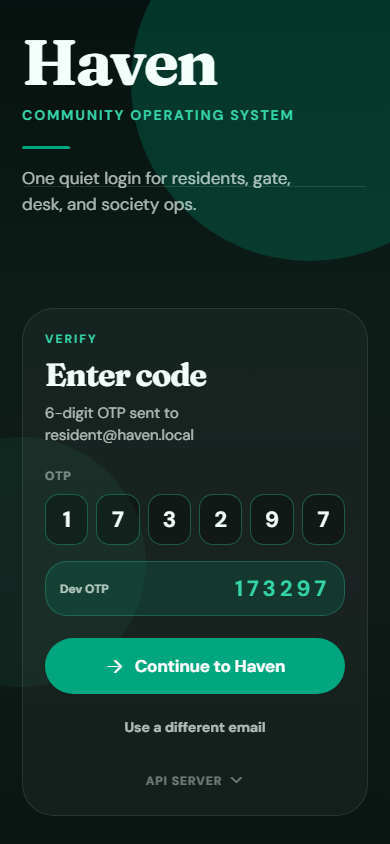 Haven
COMMUNITY OPERATING SYSTEM
One quiet login for residents, gate,
desk, and society ops.
VERIFY
Enter code
6-digit OTP sent to
resident@haven.local
OTP
1 7 3 2 9 7
Dev OTP 173297
→ Continue to Haven
Use a different email
API SERVER